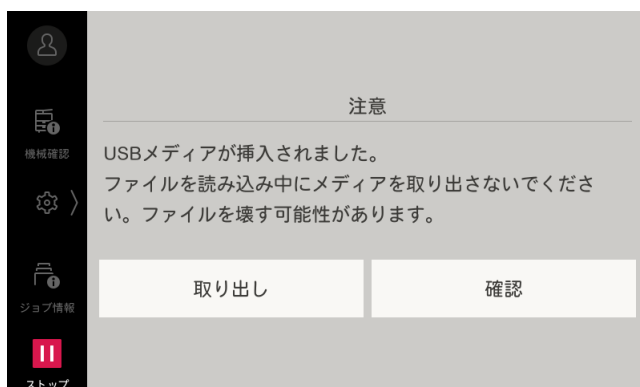 注意
USBメディアが挿入されました。
ファイルを読み込み中にメディアを取り出さないでくださ
い。ファイルを壊す可能性があります。
取り出し
確認
機械確認
ジョブ情報
ストップ